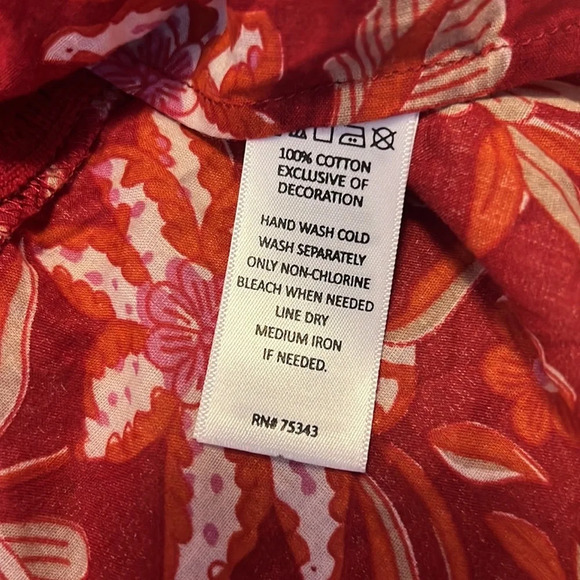 100% COTTON
EXCLUSIVE OF
DECORATION
HAND WASH COLD
WASH SEPARATELY
ONLY NON-CHLORINE
BLEACH WHEN NEEDED
LINE DRY
MEDIUM IRON
IF NEEDED.
RN# 75343